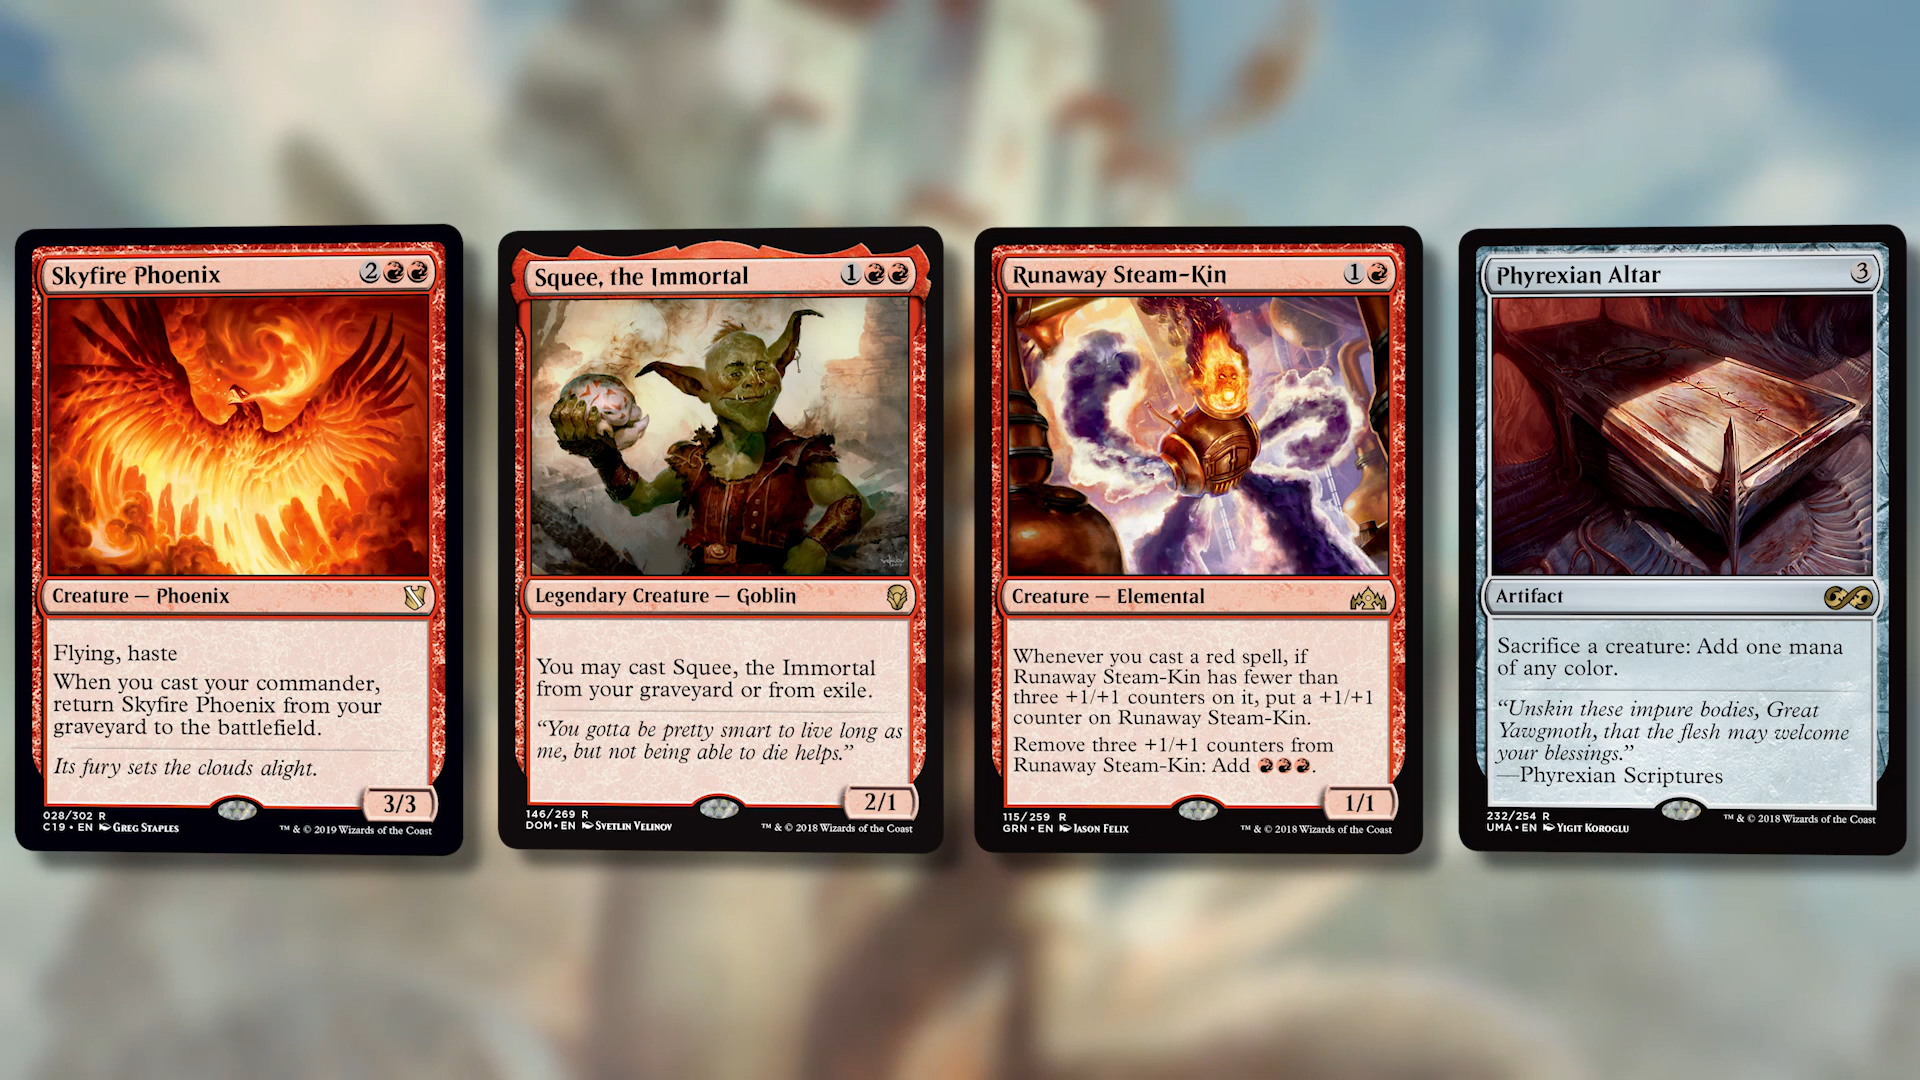 Skyfire Phoenix 2
Creature — Phoenix
Flying, haste
When you cast your commander,
return Skyfire Phoenix from your
graveyard to the battlefield.
Its fury sets the clouds alight.
3/3
028/302 R
C19 • EN Greg Staples
™ & © 2019 Wizards of the Coast
Squee, the Immortal 1
Legendary Creature — Goblin
You may cast Squee, the Immortal
from your graveyard or from exile.
“You gotta be pretty smart to live long as
me, but not being able to die helps.”
2/1
146/269 R
DOM • EN Svetlin Velinov
™ & © 2018 Wizards of the Coast
Runaway Steam-Kin 1
Creature — Elemental
Whenever you cast a red spell, if
Runaway Steam-Kin has fewer than
three +1/+1 counters on it, put a +1/+1
counter on Runaway Steam-Kin.
Remove three +1/+1 counters from
Runaway Steam-Kin: Add .
1/1
115/259 R
GRN • EN Jason Felix
™ & © 2018 Wizards of the Coast
Phyrexian Altar 3
Artifact
Sacrifice a creature: Add one mana
of any color.
“Unskin these impure bodies, Great
Yawgmoth, that the flesh may welcome
your blessings.”
—Phyrexian Scriptures
232/254 R
UMA • EN Yigit Koroglu
™ & © 2018 Wizards of the Coast